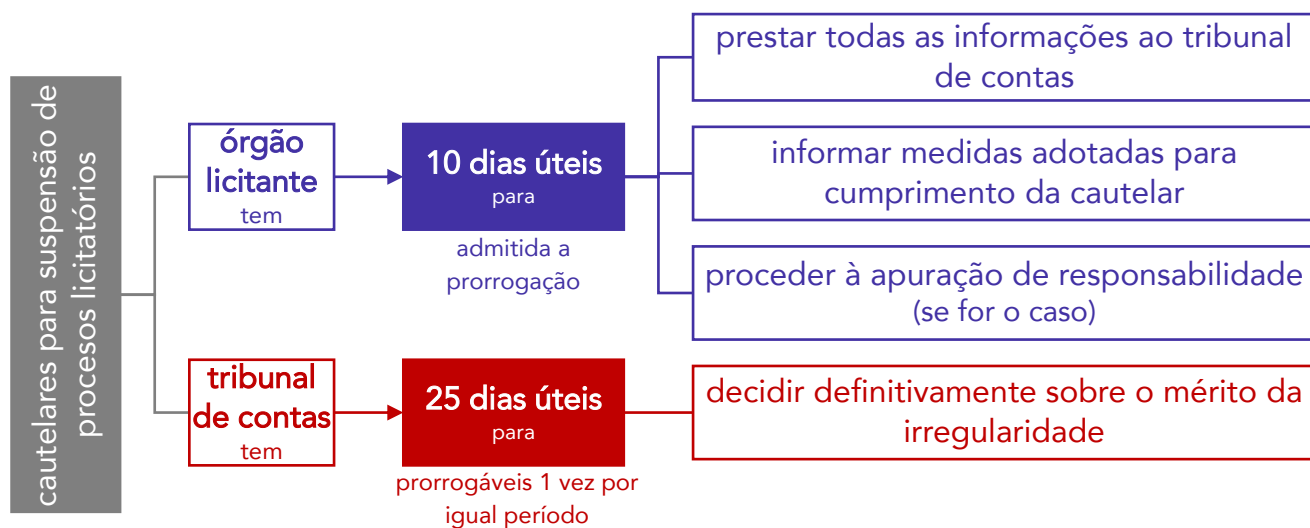 cautelares para suspensão de
procesos licitatórios
órgão
licitante
tem
10 dias úteis
para
admitida a
prorrogação
prestar todas as informações ao tribunal
de contas
informar medidas adotadas para
cumprimento da cautelar
proceder à apuração de responsabilidade
(se for o caso)
tribunal
de contas
tem
25 dias úteis
para
prorrogáveis 1 vez por
igual período
decidir definitivamente sobre o mérito da
irregularidade